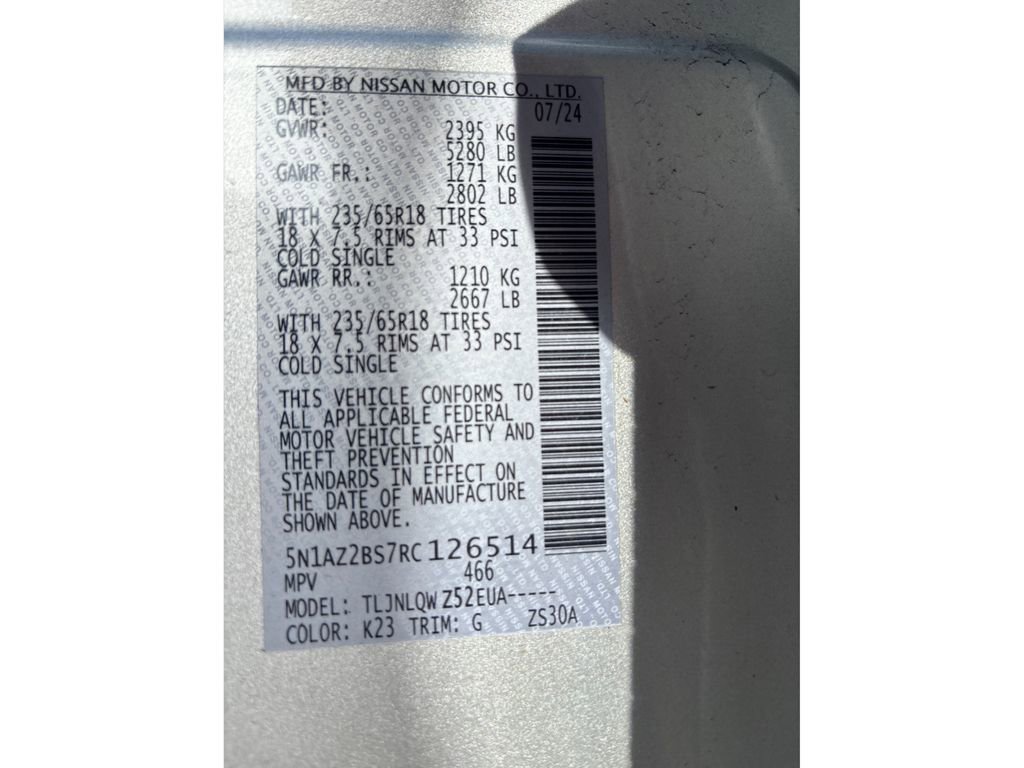 MFD BY NISSAN MOTOR CO., LTD.
DATE: 07/24
GVWR: 2395 KG
5280 LB
GAWR FR.: 1271 KG
2802 LB
WITH 235/65R18 TIRES
18 X 7.5 RIMS AT 33 PSI
COLD SINGLE
GAWR RR.: 1210 KG
2667 LB
WITH 235/65R18 TIRES
18 X 7.5 RIMS AT 33 PSI
COLD SINGLE
THIS VEHICLE CONFORMS TO
ALL APPLICABLE FEDERAL
MOTOR VEHICLE SAFETY AND
THEFT PREVENTION
STANDARDS IN EFFECT ON
THE DATE OF MANUFACTURE
SHOWN ABOVE.
5N1AZ2BS7RC126514
MPV 466
MODEL: TLJNLQWZ52EUA-----
COLOR: K23 TRIM: G ZS30A